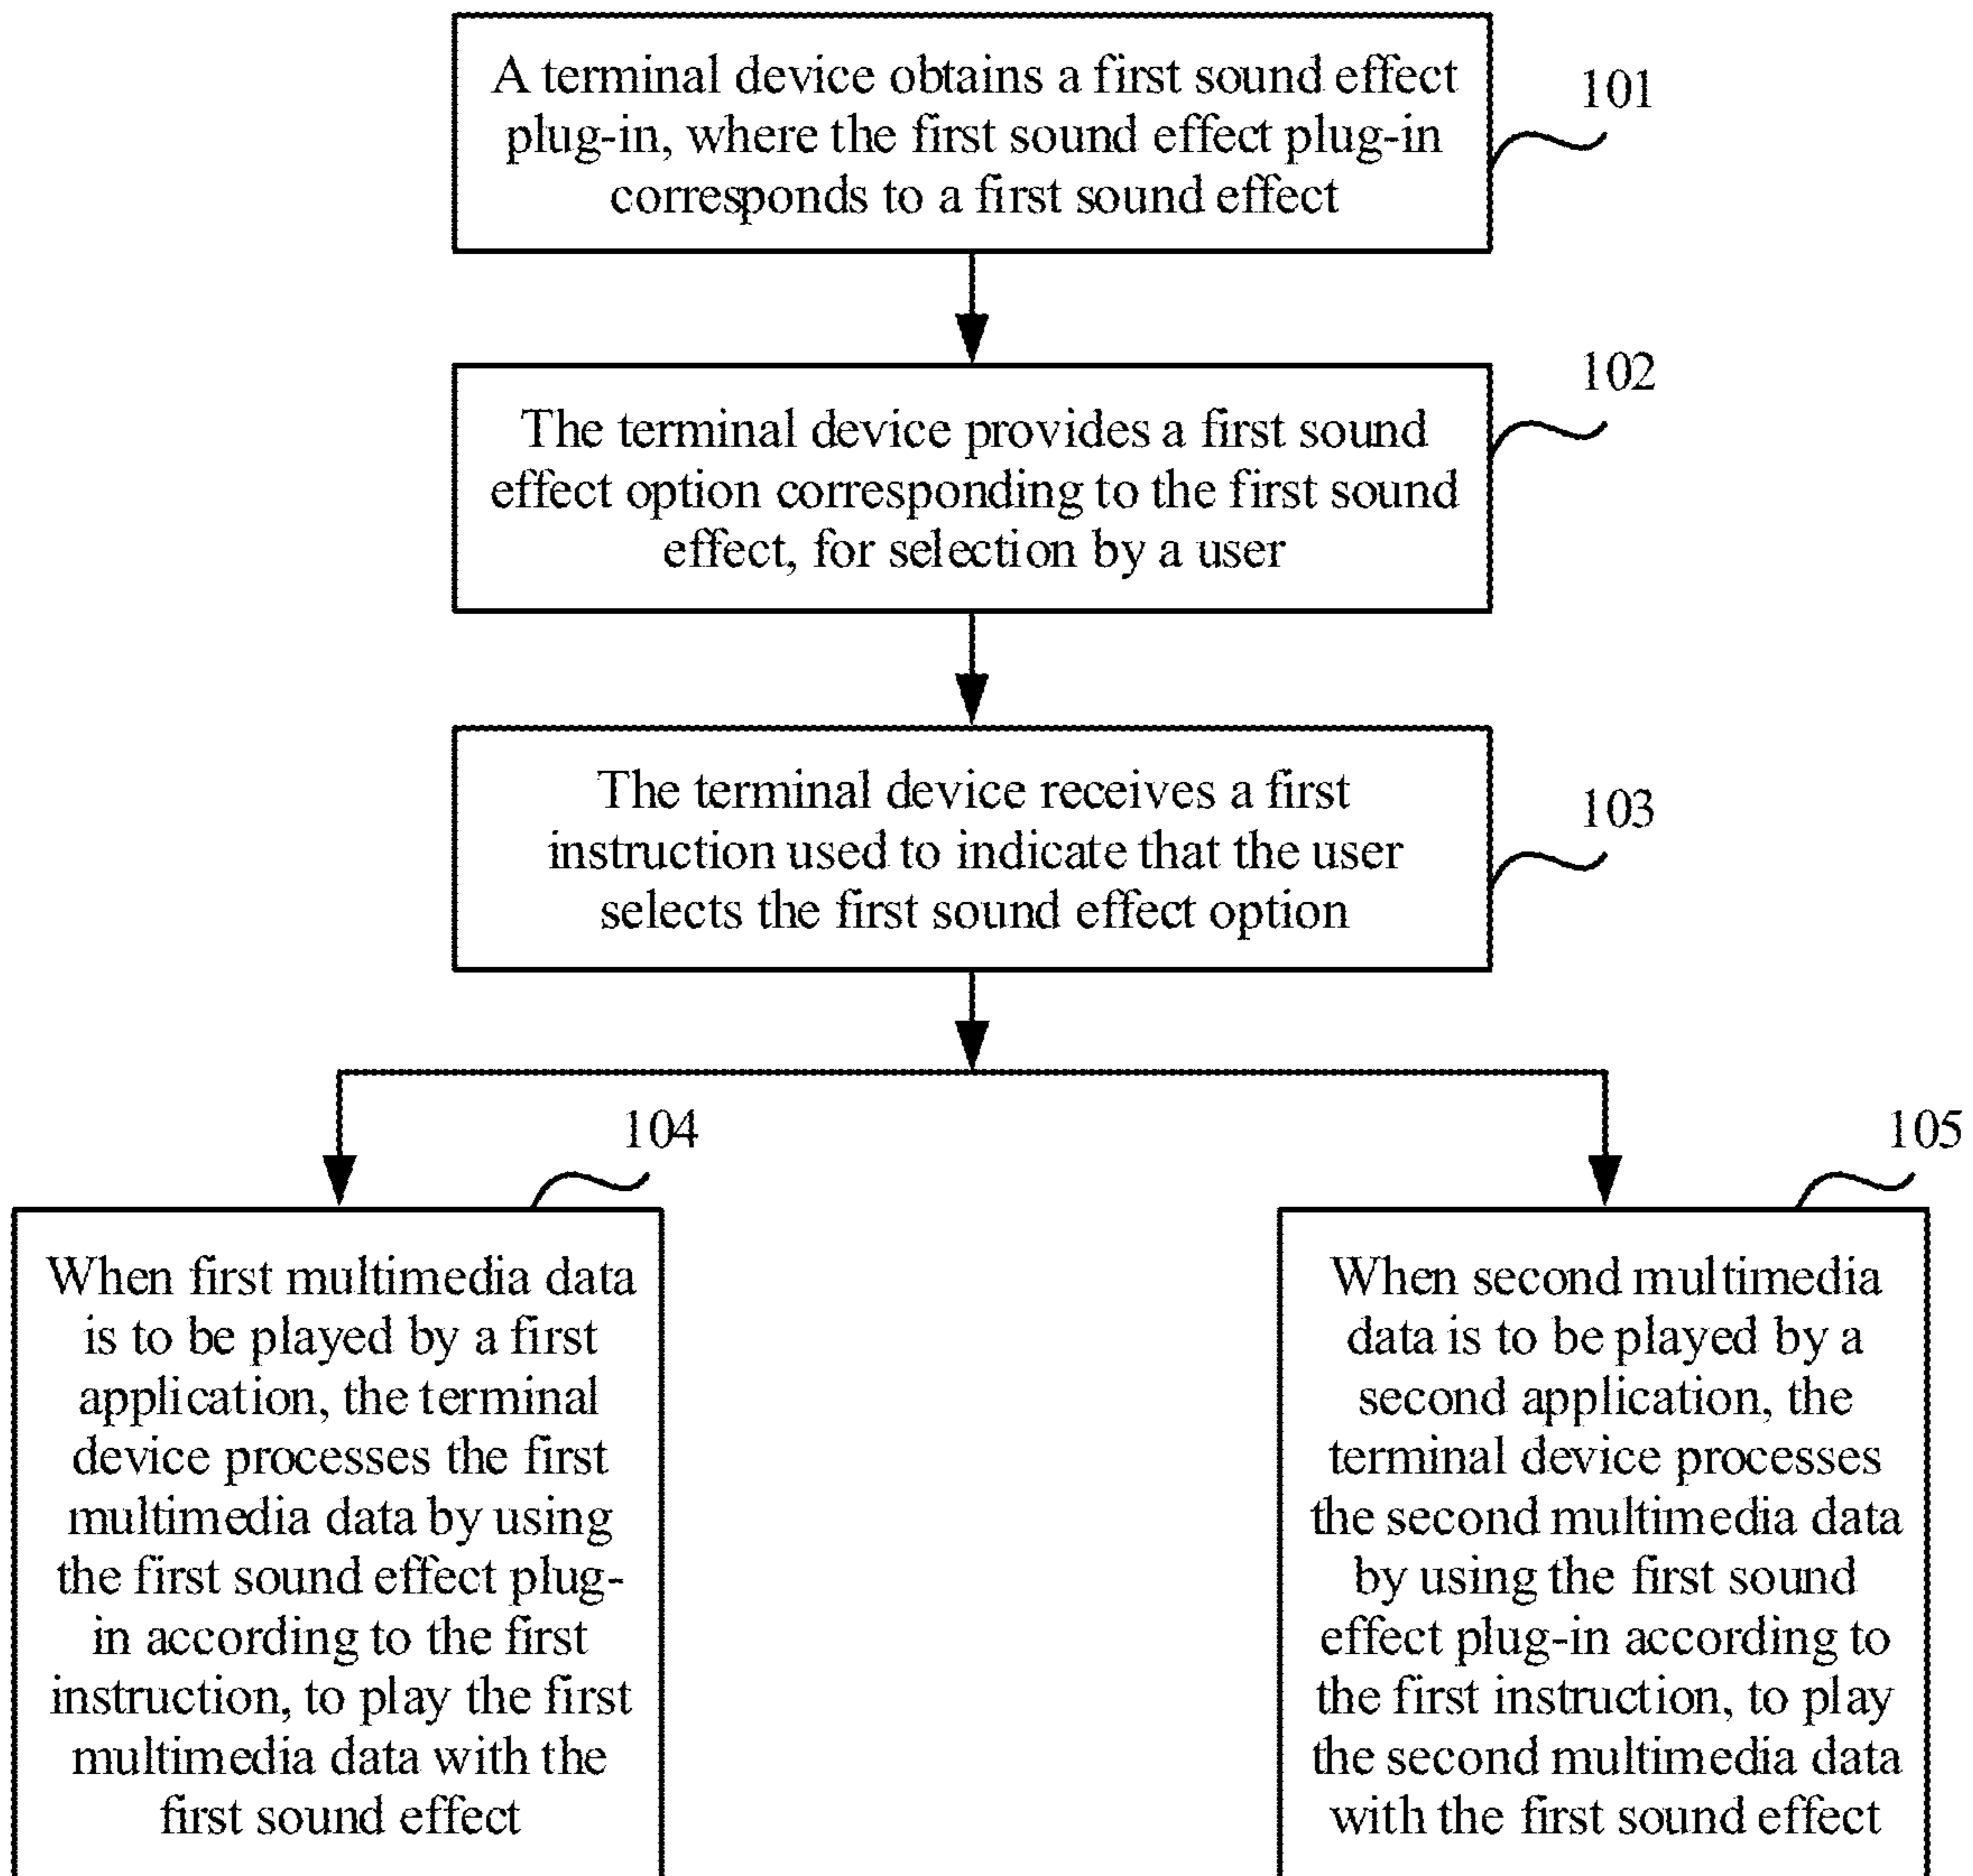 A terminal device obtains a first sound effect
plug-in, where the first sound effect plug-in
corresponds to a first sound effect
101
The terminal device provides a first sound
effect option corresponding to the first sound
effect, for selection by a user
102
The terminal device receives a first
instruction used to indicate that the user
selects the first sound effect option
103
104
When first multimedia data
is to be played by a first
application, the terminal
device processes the first
multimedia data by using
the first sound effect plug-
in according to the first
instruction, to play the first
multimedia data with the
first sound effect
105
When second multimedia
data is to be played by a
second application, the
terminal device processes
the second multimedia data
by using the first sound
effect plug-in according to
the first instruction, to play
the second multimedia data
with the first sound effect